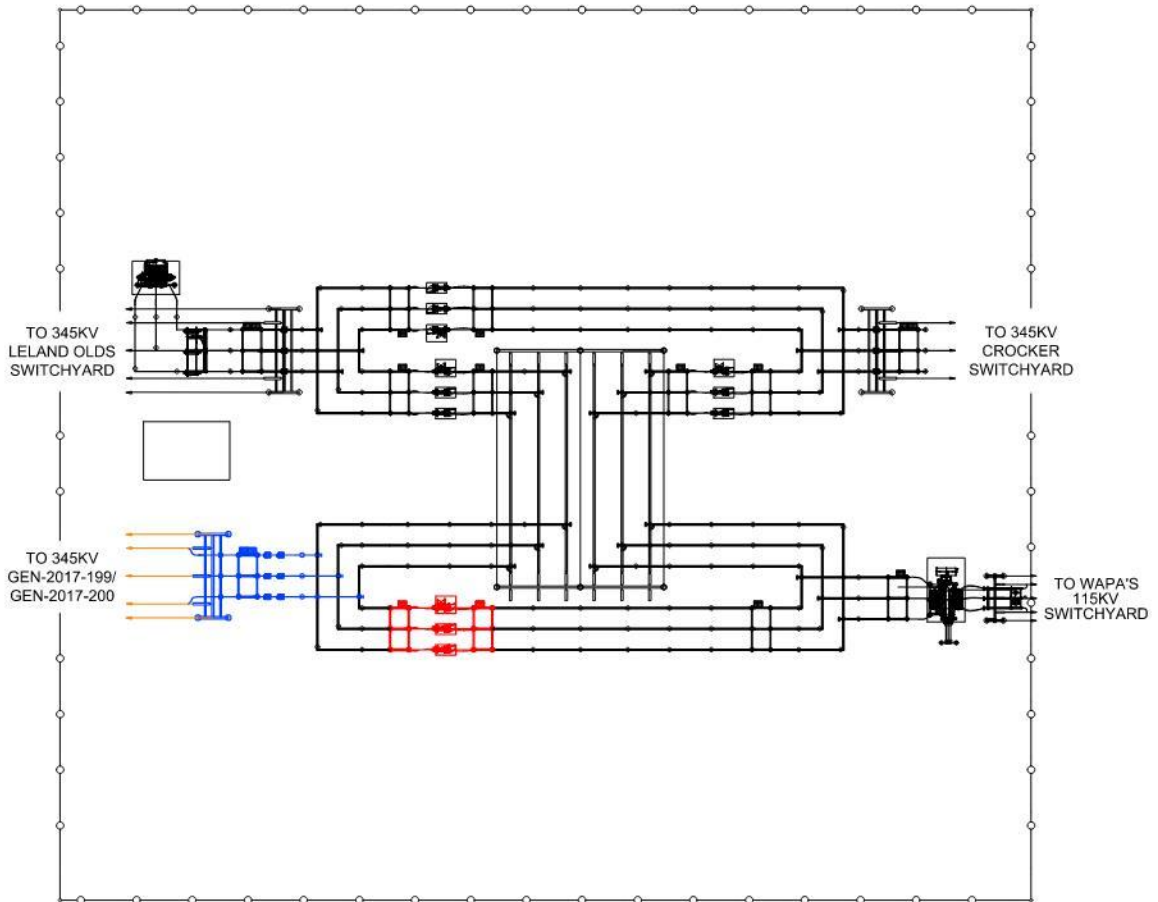 TO 345KV
LELAND OLDS
SWITCHYARD
TO 345KV
CROCKER
SWITCHYARD
TO 345KV
GEN-2017-199/
GEN-2017-200
TO WAPA'S
115KV
SWITCHYARD